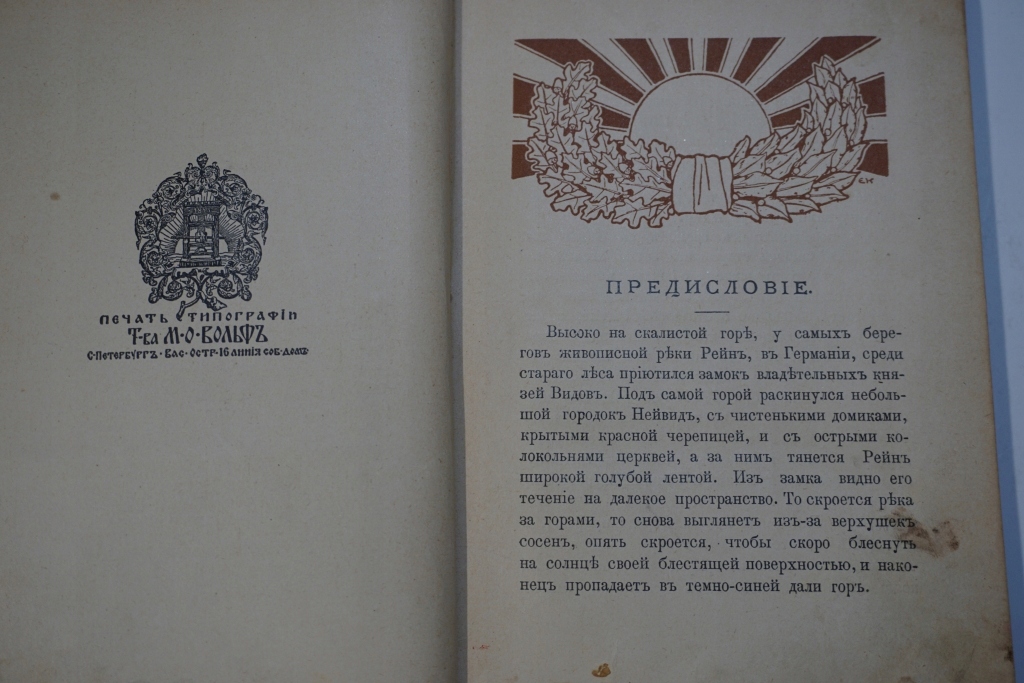 ПЕЧАТЬ ТИПОГРАФІИ
Т-ва М·О·ВОЛЬФЪ
С·ПЕТЕРБУРГЪ·ВАС·ОСТР·16 ЛИНІЯ СОБ·ДОМЪ
ПРЕДИСЛОВІЕ.
Высоко на скалистой горѣ, у самыхъ бере-
говъ живописной рѣки Рейнъ, въ Германіи, среди
стараго лѣса пріютился замокъ владѣтельныхъ кня-
зей Видовъ. Подъ самой горой раскинулся неболь-
шой городокъ Нейвидъ, съ чистенькими домиками,
крытыми красной черепицей, и съ острыми ко-
локольнями церквей, а за нимъ тянется Рейнъ
широкой голубой лентой. Изъ замка видно его
теченіе на далекое пространство. То скроется рѣка
за горами, то снова выглянетъ изъ-за верхушекъ
сосенъ, опять скроется, чтобы скоро блеснуть
на солнцѣ своей блестящей поверхностью, и нако-
нецъ пропадаетъ въ темно-синей дали горъ.
ЕК